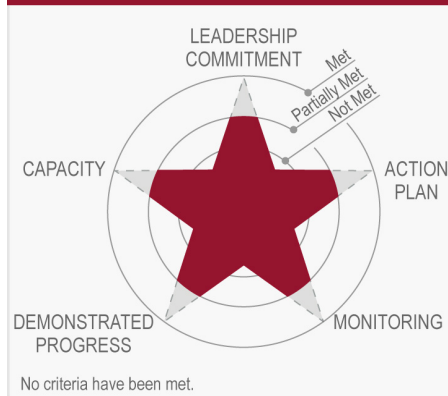 LEADERSHIP
COMMITMENT
Met
Partially Met
Not Met
CAPACITY
ACTION
PLAN
DEMONSTRATED
PROGRESS
MONITORING
No criteria have been met.